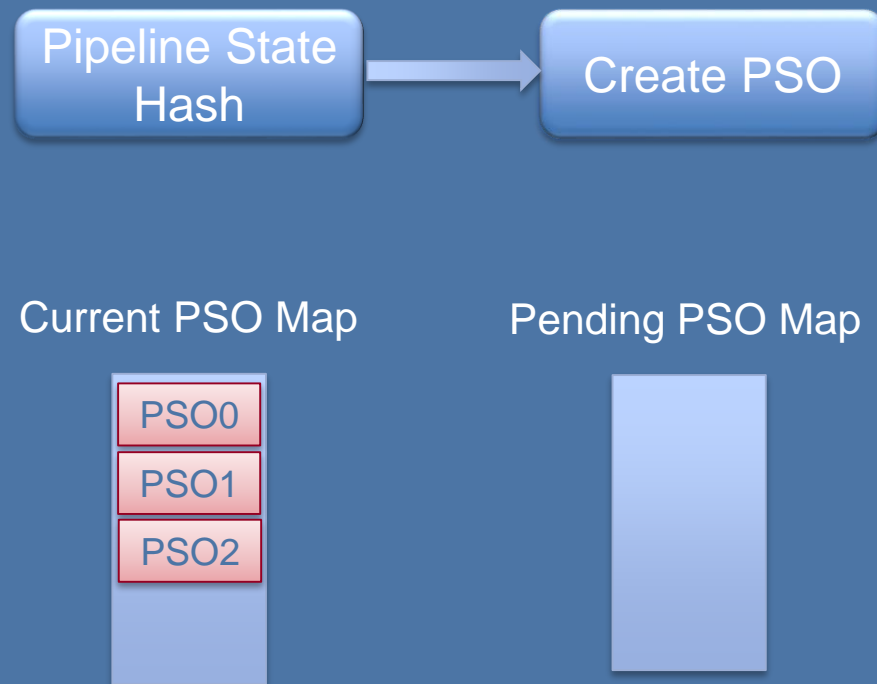 Pipeline State
Hash
Create PSO
Current PSO Map
Pending PSO Map
PSO0
PSO1
PSO2